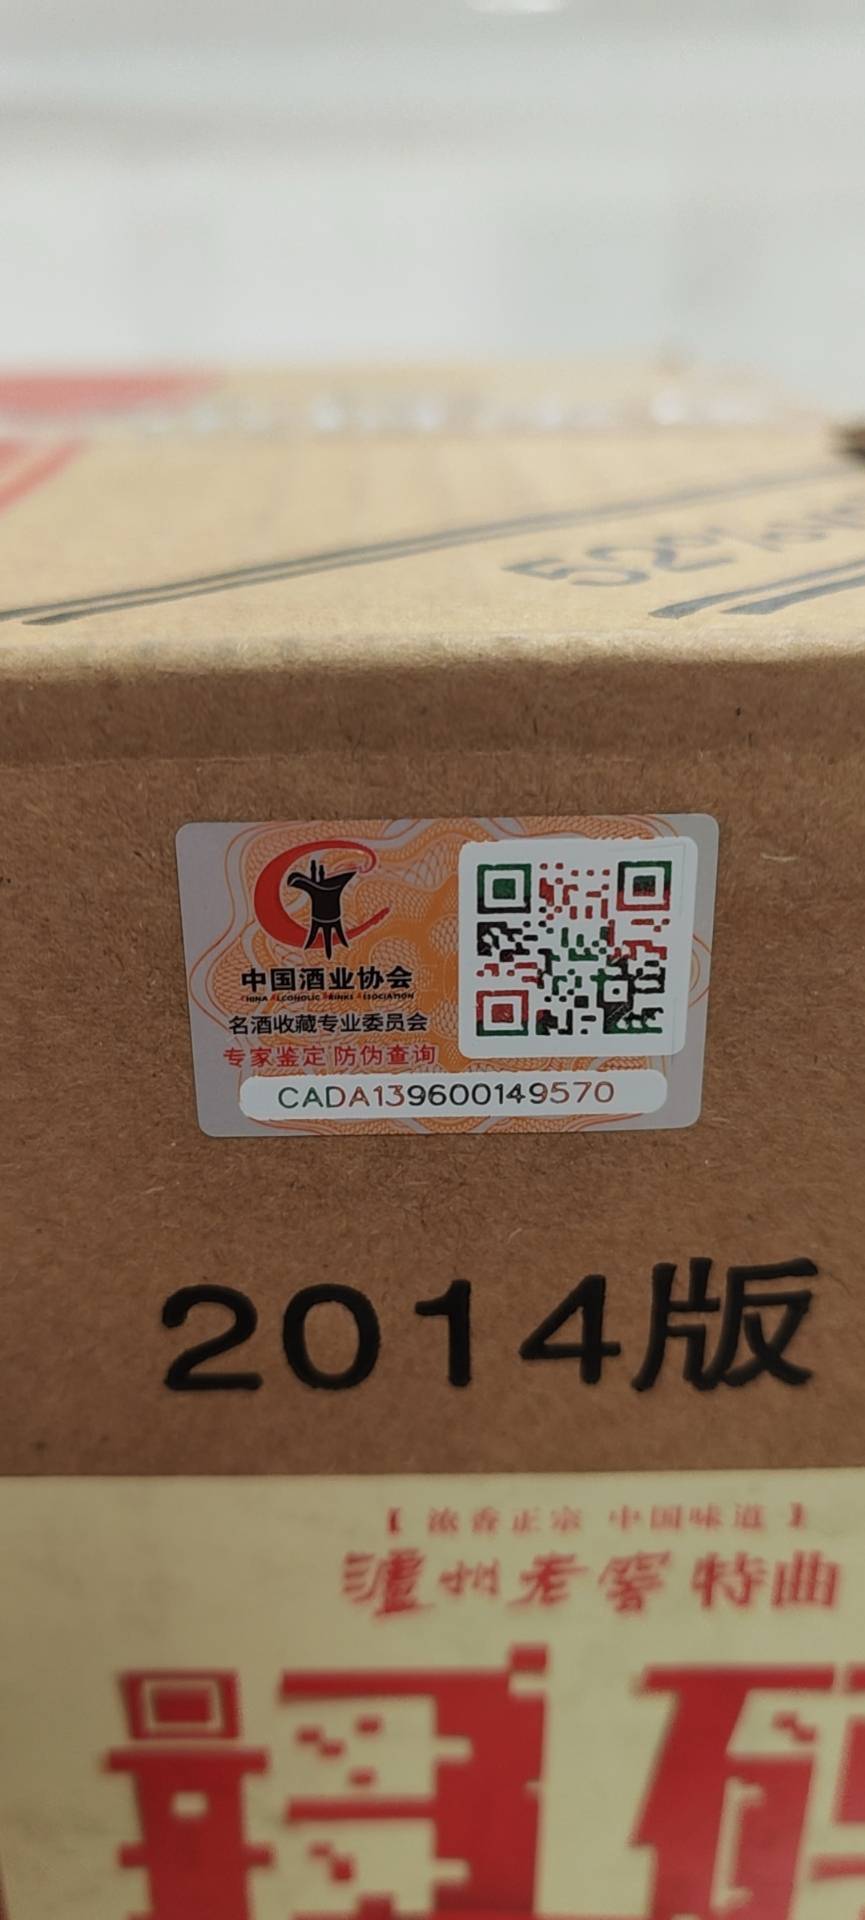 52%
中国酒业协会
CHINA ALCOHOLIC DRINKS ASSOCIATION
名酒收藏专业委员会
专家鉴定 防伪查询
CADA139600149570
2014版
【浓香正宗 中国味道】
泸州老窖特曲